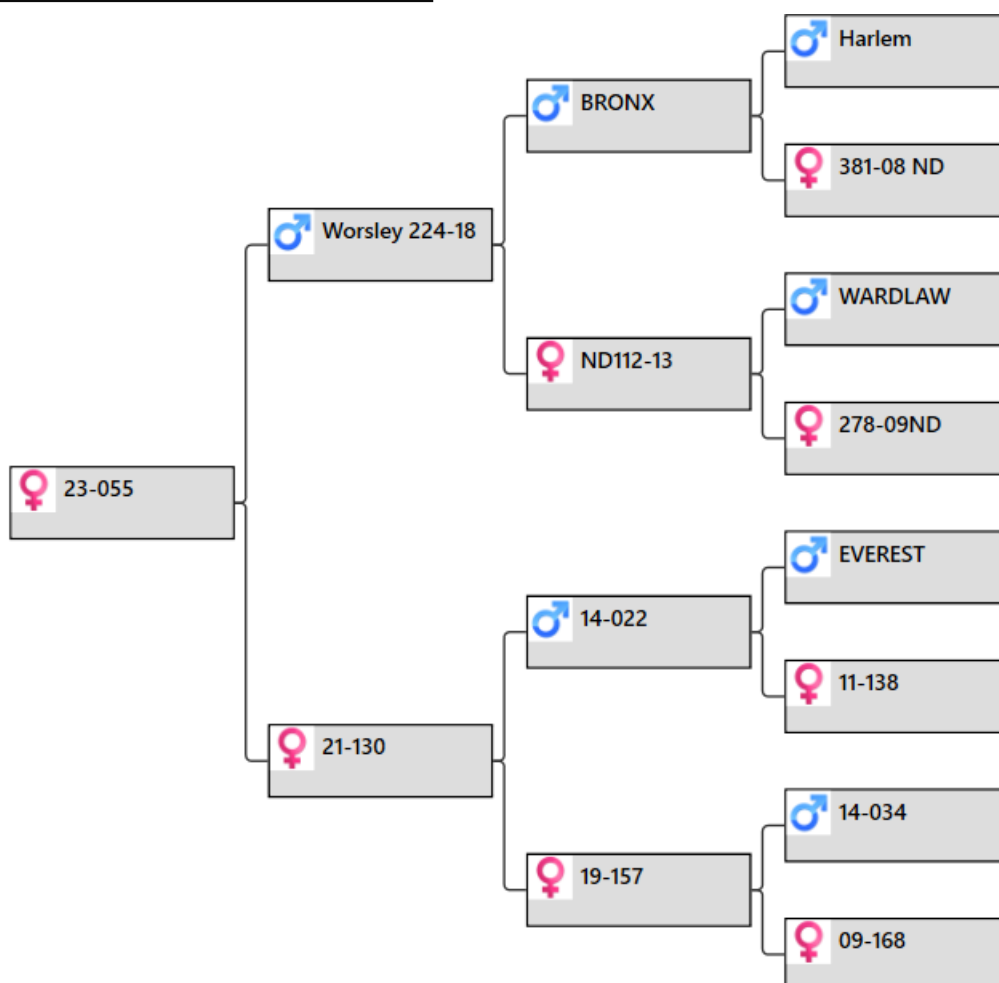 Harlem
BRONX
381-08 ND
Worsley 224-18
WARDLAW
ND112-13
278-09ND
23-055
EVEREST
14-022
11-138
21-130
14-034
19-157
09-168